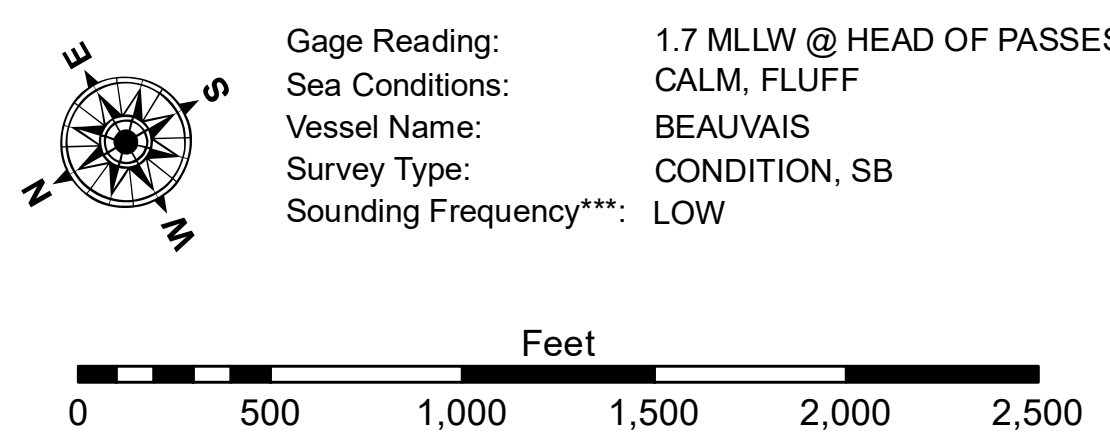 E
S
N
W
Gage Reading: 1.7 MLLW @ HEAD OF PASSES
Sea Conditions: CALM, FLUFF
Vessel Name: BEAUVAIS
Survey Type: CONDITION, SB
Sounding Frequency***: LOW
Feet
0 500 1,000 1,500 2,000 2,500